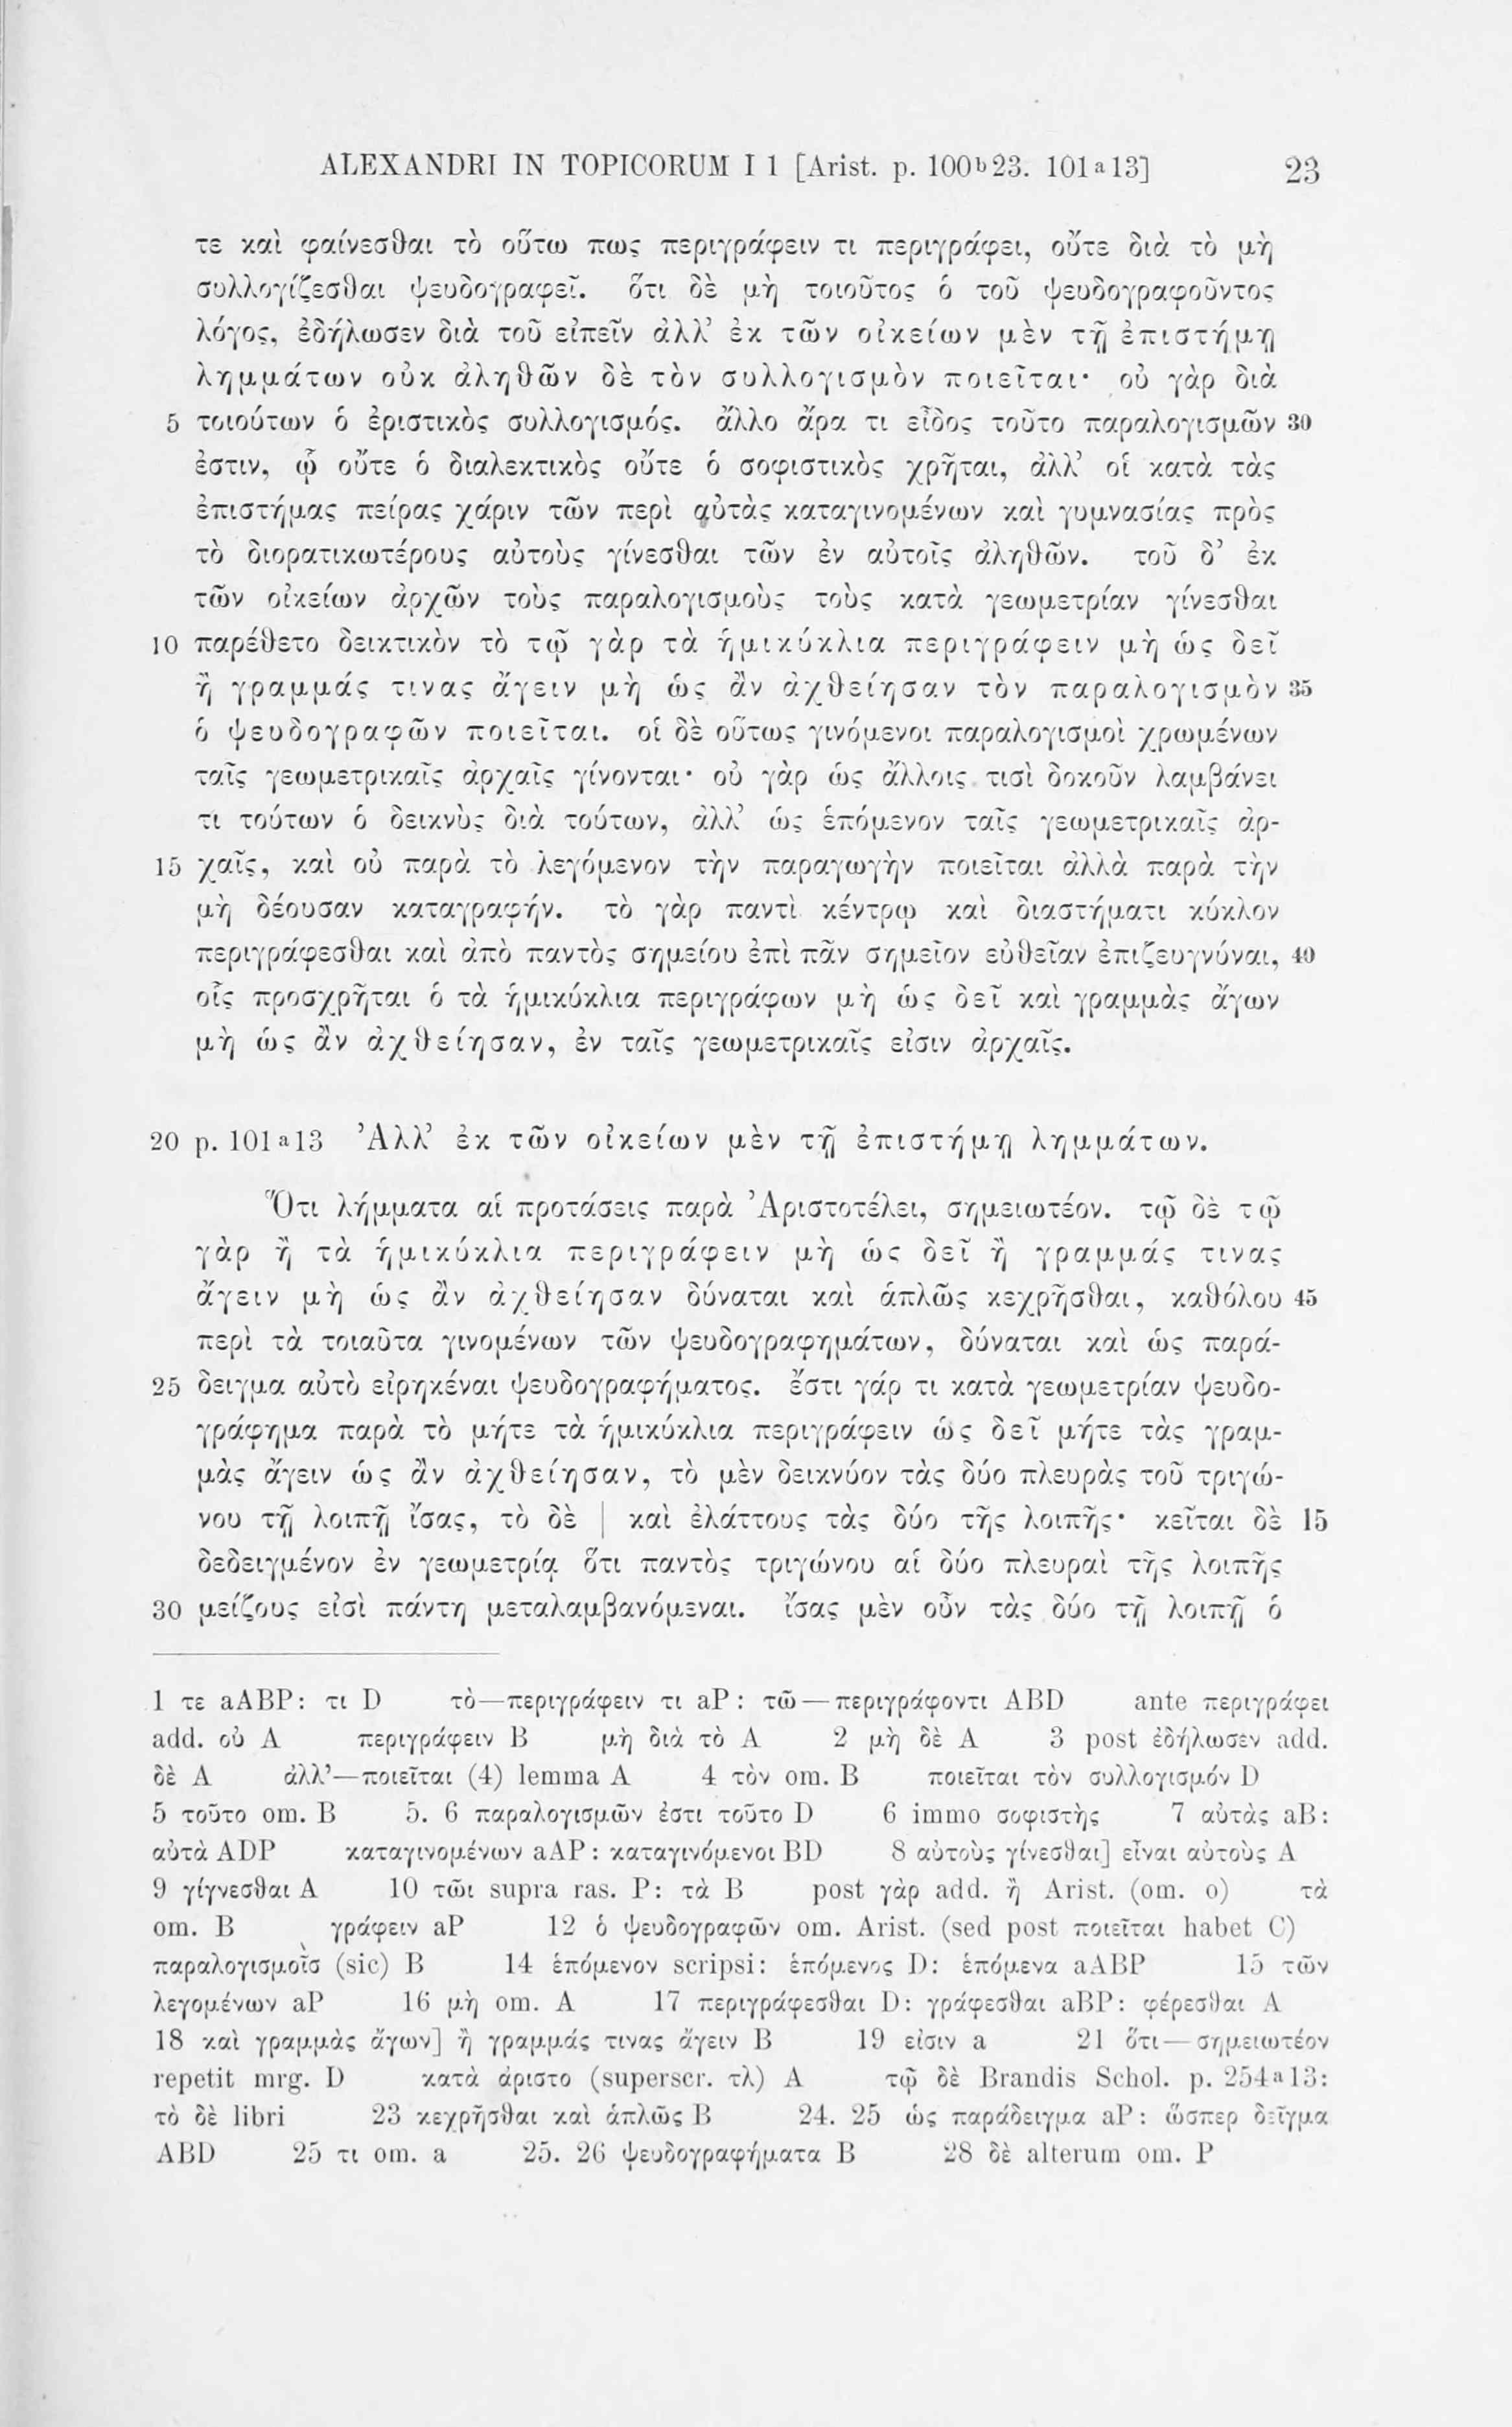 ALEXANDRI IN TOPICORUM I 1 [Arist. p. 100b23. 101a13] 23
τε καὶ φαίνεσθαι τὸ οὕτω πως περιγράφειν τι περιγράφει, οὔτε διὰ τὸ μὴ
συλλογίζεσθαι ψευδογραφεῖ. ὅτι δὲ μὴ τοιοῦτος ὁ τοῦ ψευδογραφοῦντος
λόγος, ἐδήλωσεν διὰ τοῦ εἰπεῖν ἀλλ’ ἐκ τῶν οἰκείων μὲν τῇ ἐπιστήμῃ
λημμάτων οὐκ ἀληθῶν δὲ τὸν συλλογισμὸν ποιεῖται· οὐ γὰρ διὰ
5 τοιούτων ὁ ἐριστικὸς συλλογισμός. ἄλλο ἄρα τι εἶδος τοῦτο παραλογισμῶν 30
ἐστιν, ᾧ οὔτε ὁ διαλεκτικὸς οὔτε ὁ σοφιστικὸς χρῆται, ἀλλ’ οἱ κατὰ τὰς
ἐπιστήμας πείρας χάριν τῶν περὶ αὐτὰς καταγινομένων καὶ γυμνασίας πρὸς
τὸ διορατικωτέρους αὐτοὺς γίνεσθαι τῶν ἐν αὐτοῖς ἀληθῶν. τοῦ δ’ ἐκ
τῶν οἰκείων ἀρχῶν τοὺς παραλογισμοὺς τοὺς κατὰ γεωμετρίαν γίνεσθαι
10 παρέθετο δεικτικὸν τὸ τῷ γὰρ τὰ ἡμικύκλια περιγράφειν μὴ ὡς δεῖ
ἢ γραμμάς τινας ἄγειν μὴ ὡς ἂν ἀχθείησαν τὸν παραλογισμὸν 35
ὁ ψευδογραφῶν ποιεῖται. οἱ δὲ οὕτως γινόμενοι παραλογισμοὶ χρωμένων
ταῖς γεωμετρικαῖς ἀρχαῖς γίνονται· οὐ γὰρ ὡς ἄλλοις τισὶ δοκοῦν λαμβάνει
τι τούτων ὁ δεικνὺς διὰ τούτων, ἀλλ’ ὡς ἑπόμενον ταῖς γεωμετρικαῖς ἀρ-
15 χαῖς, καὶ οὐ παρὰ τὸ λεγόμενον τὴν παραγωγὴν ποιεῖται ἀλλὰ παρὰ τὴν
μὴ δέουσαν καταγραφήν. τὸ γὰρ παντὶ κέντρῳ καὶ διαστήματι κύκλον
περιγράφεσθαι καὶ ἀπὸ παντὸς σημείου ἐπὶ πᾶν σημεῖον εὐθεῖαν ἐπιζευγνύναι, 40
οἷς προσχρῆται ὁ τὰ ἡμικύκλια περιγράφων μὴ ὡς δεῖ καὶ γραμμὰς ἄγων
μὴ ὡς ἂν ἀχθείησαν, ἐν ταῖς γεωμετρικαῖς εἰσιν ἀρχαῖς.
20 p. 101a13 Ἀλλ’ ἐκ τῶν οἰκείων μὲν τῇ ἐπιστήμῃ λημμάτων.
Ὅτι λήμματα αἱ προτάσεις παρὰ Ἀριστοτέλει, σημειωτέον. τῷ δὲ τῷ
γὰρ ἢ τὰ ἡμικύκλια περιγράφειν μὴ ὡς δεῖ ἢ γραμμάς τινας
ἄγειν μὴ ὡς ἂν ἀχθείησαν δύναται καὶ ἁπλῶς κεχρῆσθαι, καθόλου 45
περὶ τὰ τοιαῦτα γινομένων τῶν ψευδογραφημάτων, δύναται καὶ ὡς παρά-
25 δειγμα αὐτὸ εἰρηκέναι ψευδογραφήματος. ἔστι γάρ τι κατὰ γεωμετρίαν ψευδο-
γράφημα παρὰ τὸ μήτε τὰ ἡμικύκλια περιγράφειν ὡς δεῖ μήτε τὰς γραμ-
μὰς ἄγειν ὡς ἂν ἀχθείησαν, τὸ μὲν δεικνύον τὰς δύο πλευρὰς τοῦ τριγώ-
νου τῇ λοιπῇ ἴσας, τὸ δὲ | καὶ ἐλάττους τὰς δύο τῆς λοιπῆς· κεῖται δὲ 15
δεδειγμένον ἐν γεωμετρίᾳ ὅτι παντὸς τριγώνου αἱ δύο πλευραὶ τῆς λοιπῆς
30 μείζους εἰσὶ πάντη μεταλαμβανόμεναι. ἴσας μὲν οὖν τὰς δύο τῇ λοιπῇ ὁ
1 τε aABP: τι D τὸ—περιγράφειν τι aP: τῶ—περιγράφοντι ABD ante περιγράφει
add. οὐ A περιγράφειν B μὴ διὰ τὸ A 2 μὴ δὲ A 3 post ἐδήλωσεν add.
δὲ A ἀλλ’—ποιεῖται (4) lemma A 4 τὸν om. B ποιεῖται τὸν συλλογισμόν D
5 τοῦτο om. B 5. 6 παραλογισμῶν ἐστι τοῦτο D 6 immo σοφιστὴς 7 αὐτὰς aB:
αὐτὰ ADP καταγινομένων aAP: καταγινόμενοι BD 8 αὐτοὺς γίνεσθαι] εἶναι αὐτοὺς A
9 γίγνεσθαι A 10 τῶι supra ras. P: τὰ B post γὰρ add. ἢ Arist. (om. o) τὰ
om. B γράφειν aP 12 ὁ ψευδογραφῶν om. Arist. (sed post ποιεῖται habet C)
παραλογισμοῖσ (sic) B 14 ἑπόμενον scripsi: ἑπόμενος D: ἑπόμενα aABP 15 τῶν
λεγομένων aP 16 μὴ om. A 17 περιγράφεσθαι D: γράφεσθαι aBP: φέρεσθαι A
18 καὶ γραμμὰς ἄγων] ἢ γραμμάς τινας ἄγειν B 19 εἰσιν a 21 ὅτι—σημειωτέον
repetit mrg. D κατὰ ἀριστο (superscr. τλ) A τῷ δὲ Brandis Schol. p. 254a13:
τὸ δὲ libri 23 κεχρῆσθαι καὶ ἁπλῶς B 24. 25 ὡς παράδειγμα aP: ὥσπερ δεῖγμα
ABD 25 τι om. a 25. 26 ψευδογραφήματα B 28 δὲ alterum om. P